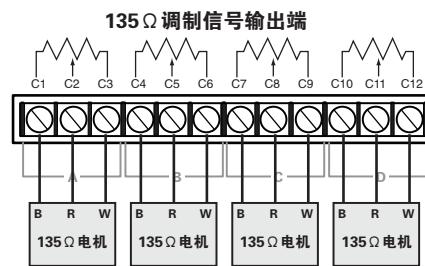 135Ω调制信号输出端
C1 C2 C3 C4 C5 C6 C7 C8 C9 C10 C11 C12
A B C D
B R W B R W B R W B R W
135Ω电机 135Ω电机 135Ω电机 135Ω电机